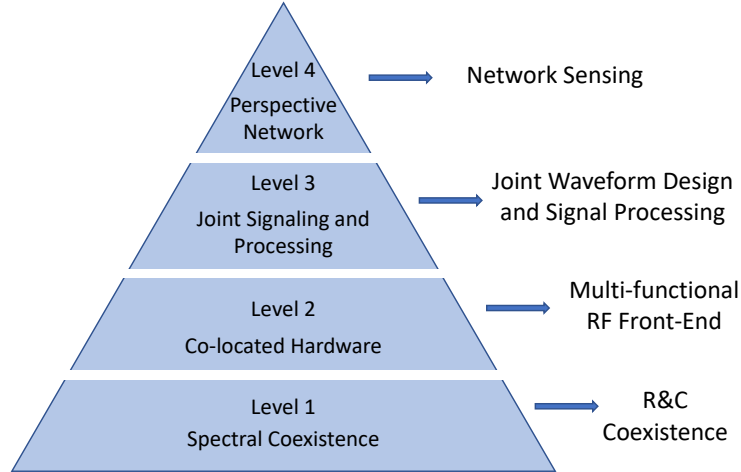 Level 4
Perspective
Network
Network Sensing
Level 3
Joint Signaling and
Processing
Joint Waveform Design
and Signal Processing
Level 2
Co-located Hardware
Multi-functional
RF Front-End
Level 1
Spectral Coexistence
R&C
Coexistence